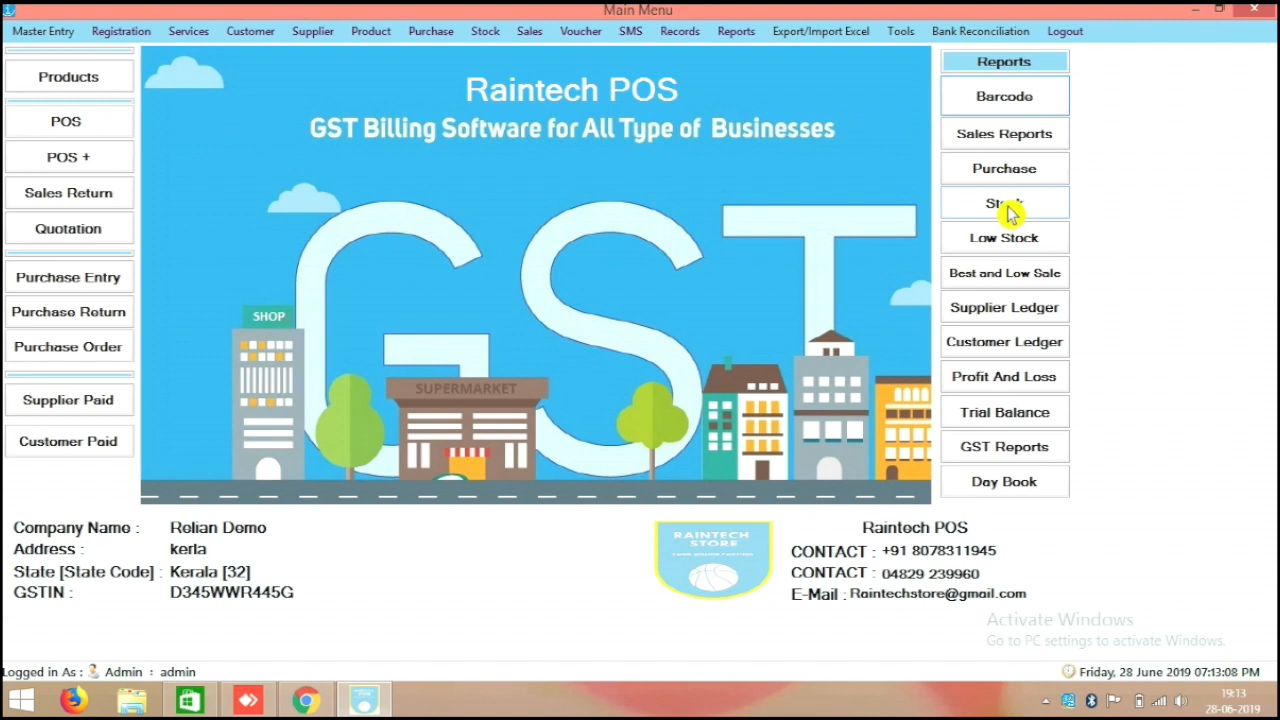 Main Menu
Master Entry Registration Services Customer Supplier Product Purchase Stock Sales Voucher SMS Records Reports Export/Import Excel Tools Bank Reconciliation Logout
Products
POS
POS +
Sales Return
Quotation
Purchase Entry
Purchase Return
Purchase Order
Supplier Paid
Customer Paid
Raintech POS
GST Billing Software for All Type of Businesses
GST
SHOP
SUPERMARKET
Reports
Barcode
Sales Reports
Purchase
Stock
Low Stock
Best and Low Sale
Supplier Ledger
Customer Ledger
Profit And Loss
Trial Balance
GST Reports
Day Book
Company Name : Relian Demo
Address : kerla
State [State Code] : Kerala [32]
GSTIN : D345WWR445G
RAINTECH
STORE
Raintech POS
CONTACT : +91 8078311945
CONTACT : 04829 239960
E-Mail : Raintechstore@gmail.com
Activate Windows
Go to PC settings to activate Windows.
Logged in As : Admin : admin
Friday, 28 June 2019 07:13:08 PM
19:13
28-06-2019